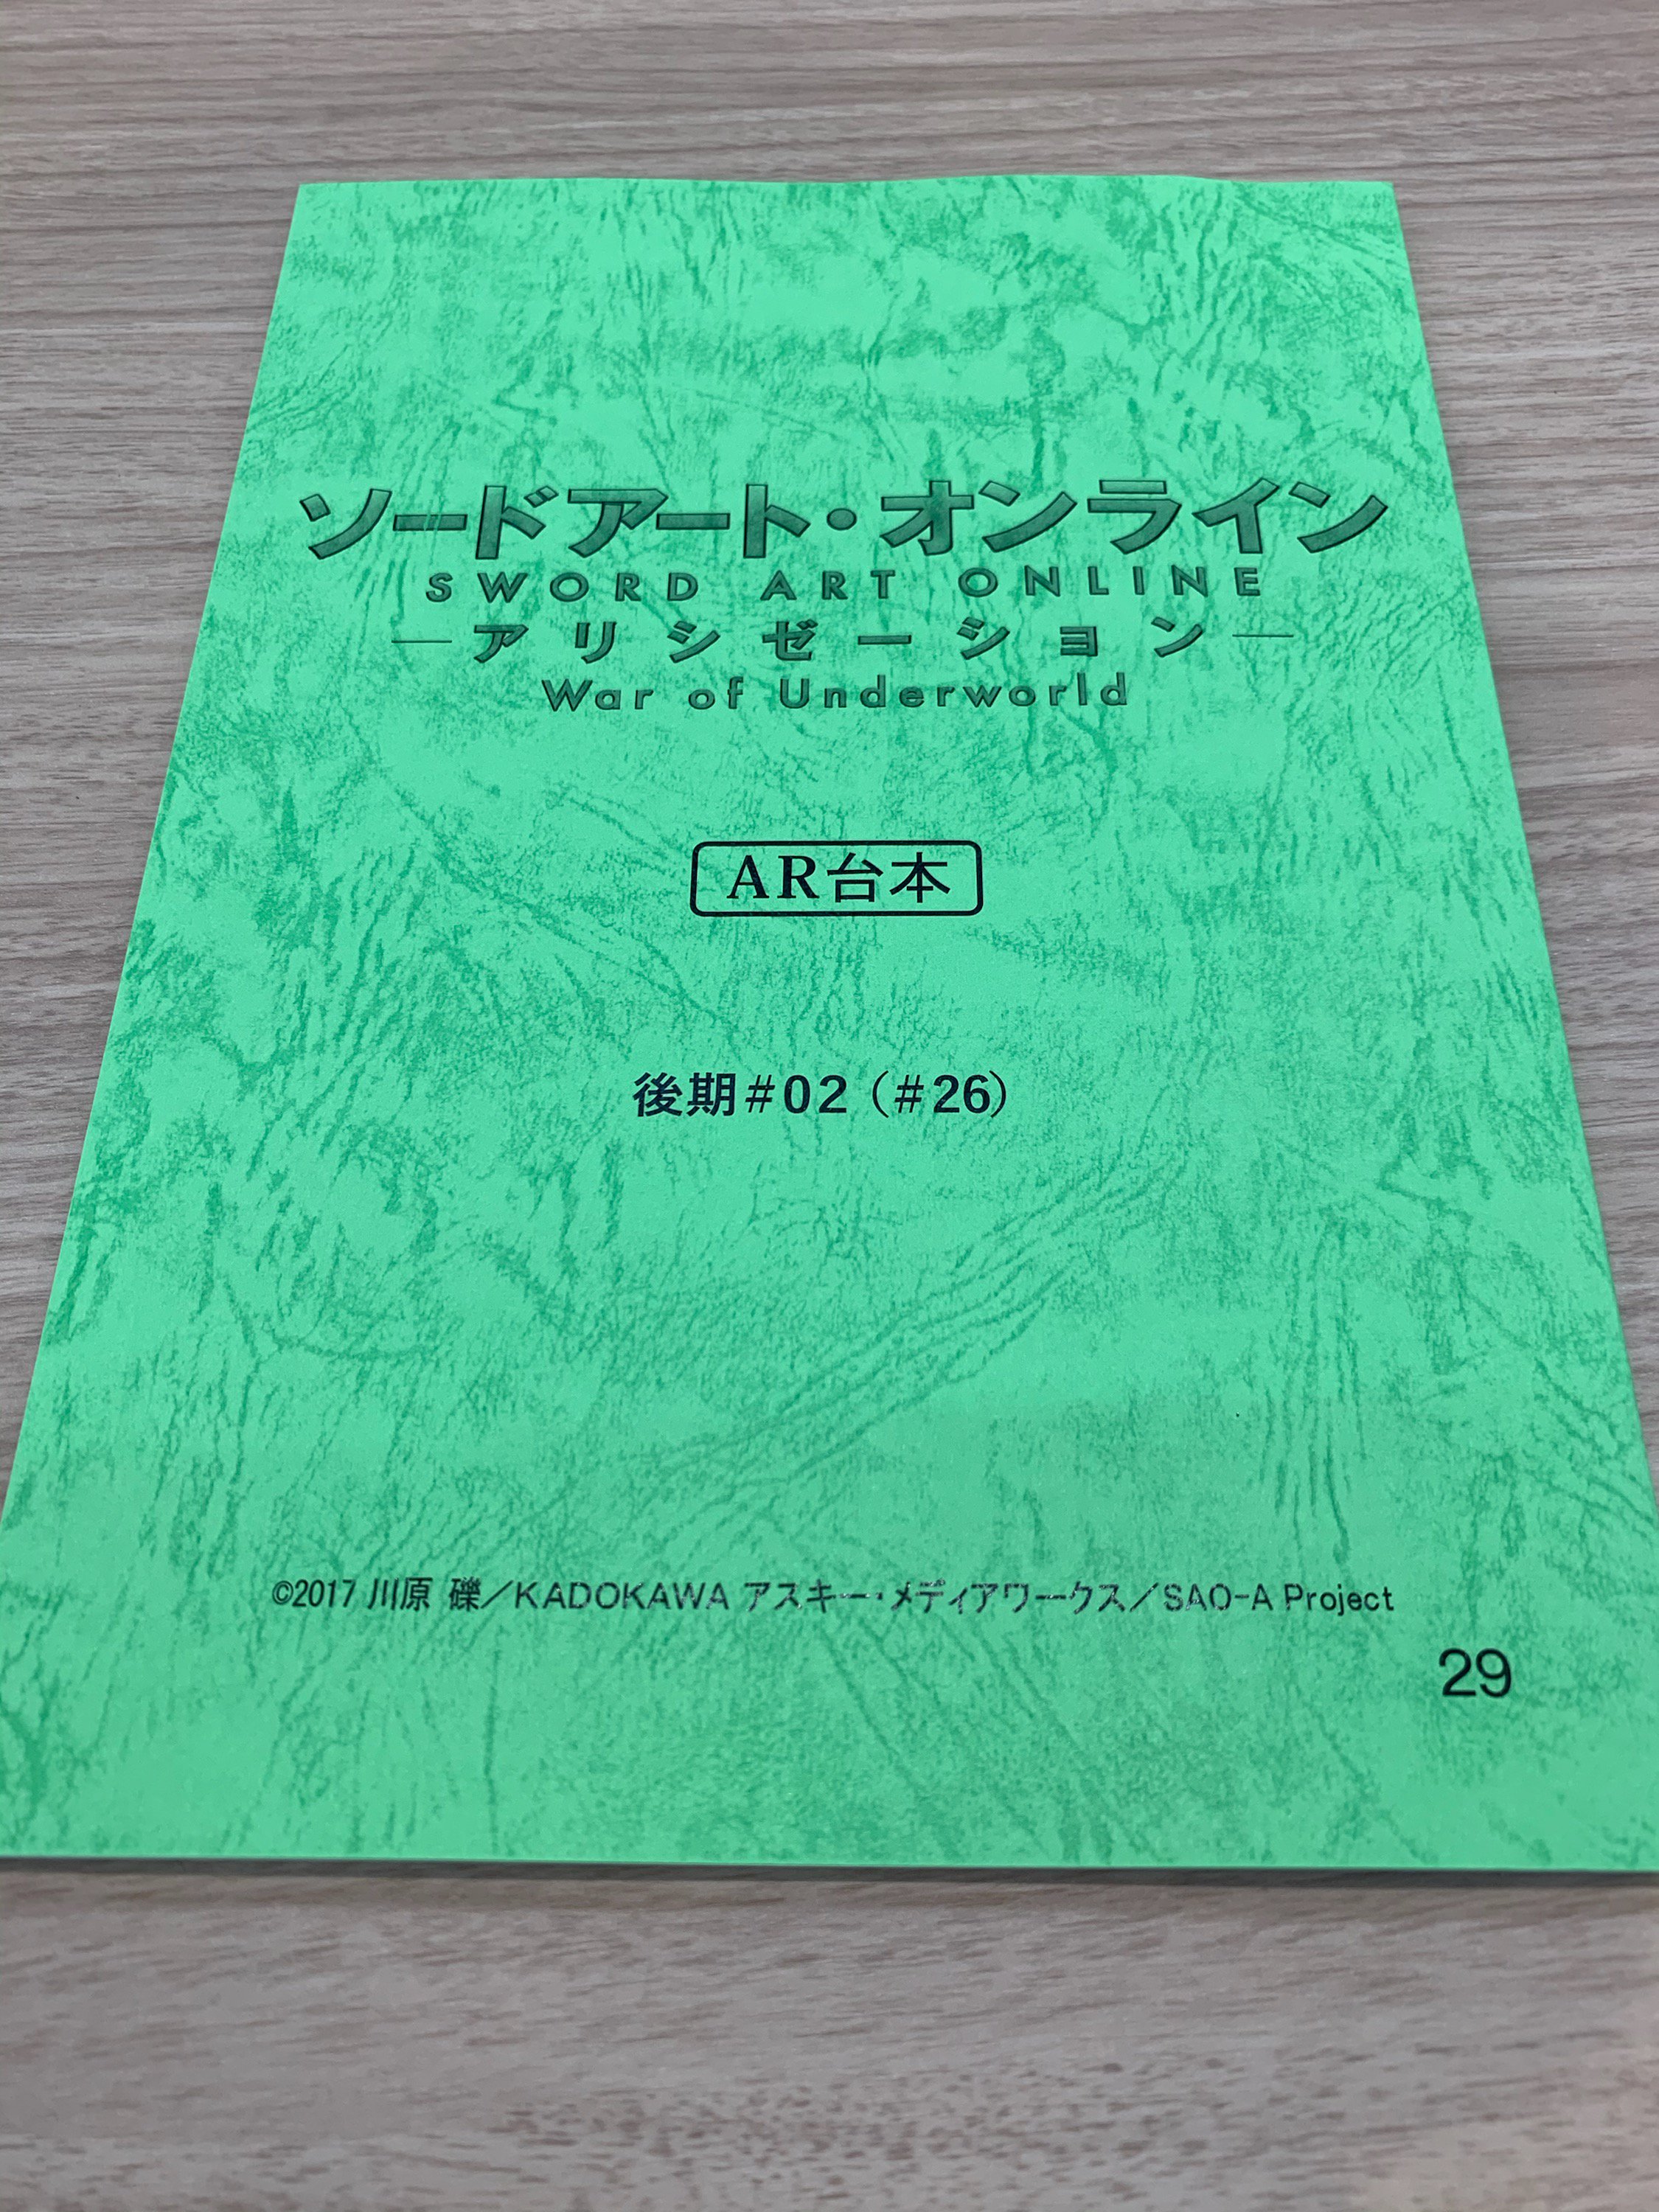 ソードアート・オンライン
SWORD ART ONLINE
―アリシゼーション―
War of Underworld
AR台本
後期#02(#26)
©2017 川原 礫/KADOKAWA アスキー・メディアワークス/SAO-A Project
29